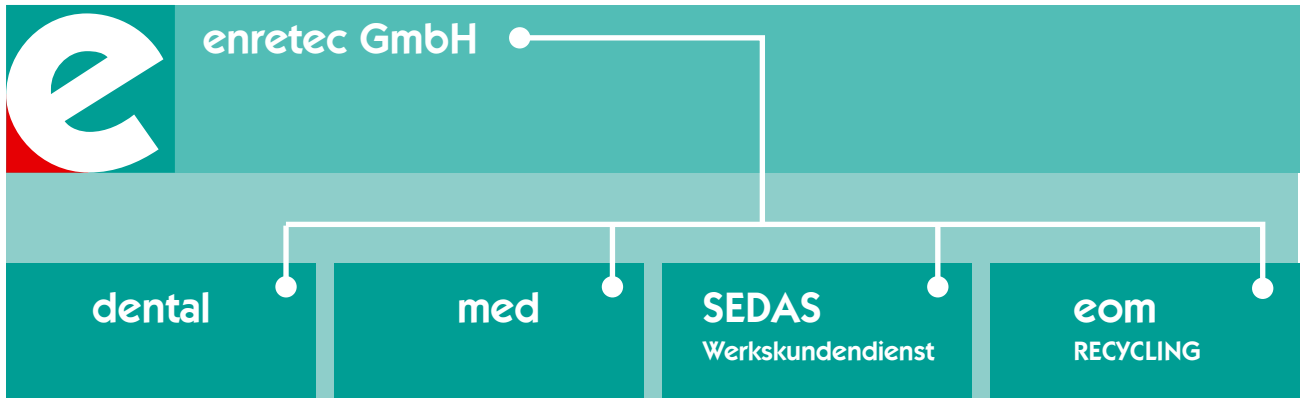 e
enretec GmbH
dental
med
SEDAS
Werkskundendienst
eom
RECYCLING